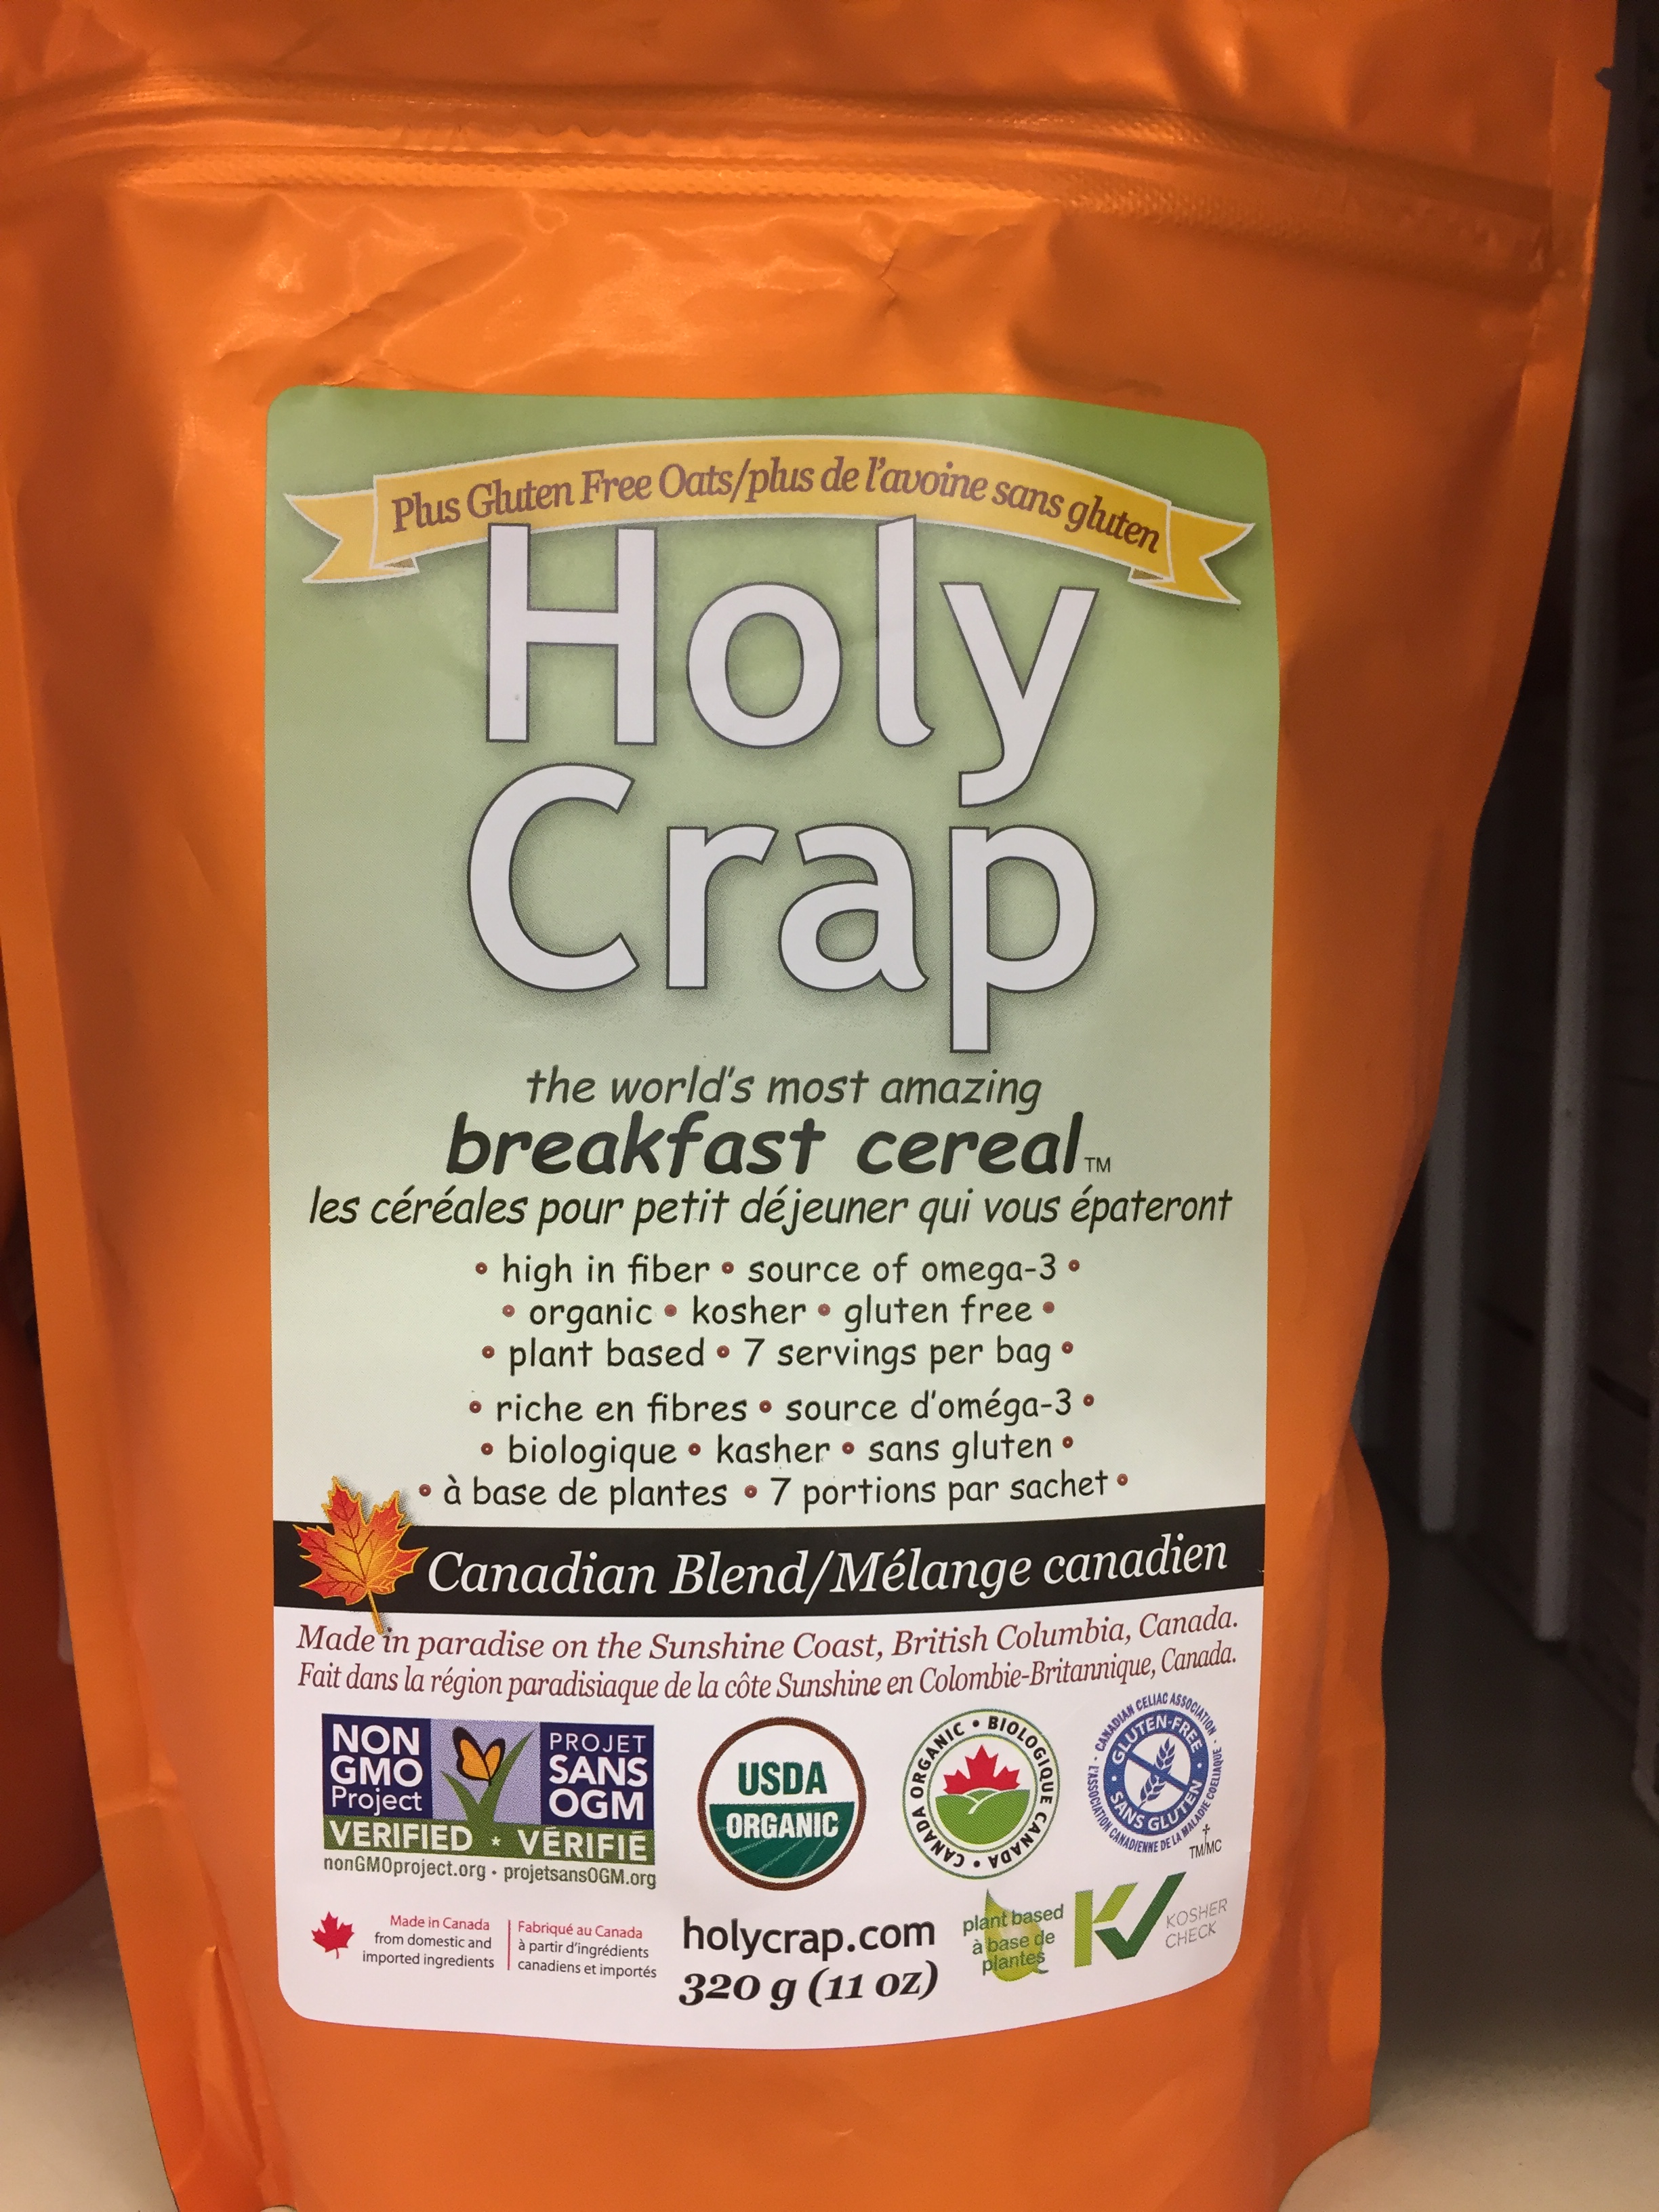 Plus Gluten Free Oats/plus de l'avoine sans gluten
Holy
Crap
the world's most amazing
breakfast cereal™
les céréales pour petit déjeuner qui vous épateront
• high in fiber • source of omega-3 •
• organic • kosher • gluten free •
• plant based • 7 servings per bag •
• riche en fibres • source d'oméga-3 •
• biologique • kasher • sans gluten •
• à base de plantes • 7 portions par sachet •
Canadian Blend/Mélange canadien
Made in paradise on the Sunshine Coast, British Columbia, Canada.
Fait dans la région paradisiaque de la côte Sunshine en Colombie-Britannique, Canada.
NON
GMO
Project
PROJET
SANS
OGM
VERIFIED ★ VÉRIFIÉ
nonGMOproject.org • projetsansOGM.org
USDA
ORGANIC
CANADA ORGANIC • BIOLOGIQUE CANADA •
CANADIAN CELIAC ASSOCIATION
L'ASSOCIATION CANADIENNE DE LA MALADIE COELIAQUE
GLUTEN-FREE
SANS GLUTEN
†
TM/MC
Made in Canada
from domestic and
imported ingredients
Fabriqué au Canada
à partir d'ingrédients
canadiens et importés
holycrap.com
320 g (11 oz)
plant based
à base de
plantes
K
KOSHER
CHECK